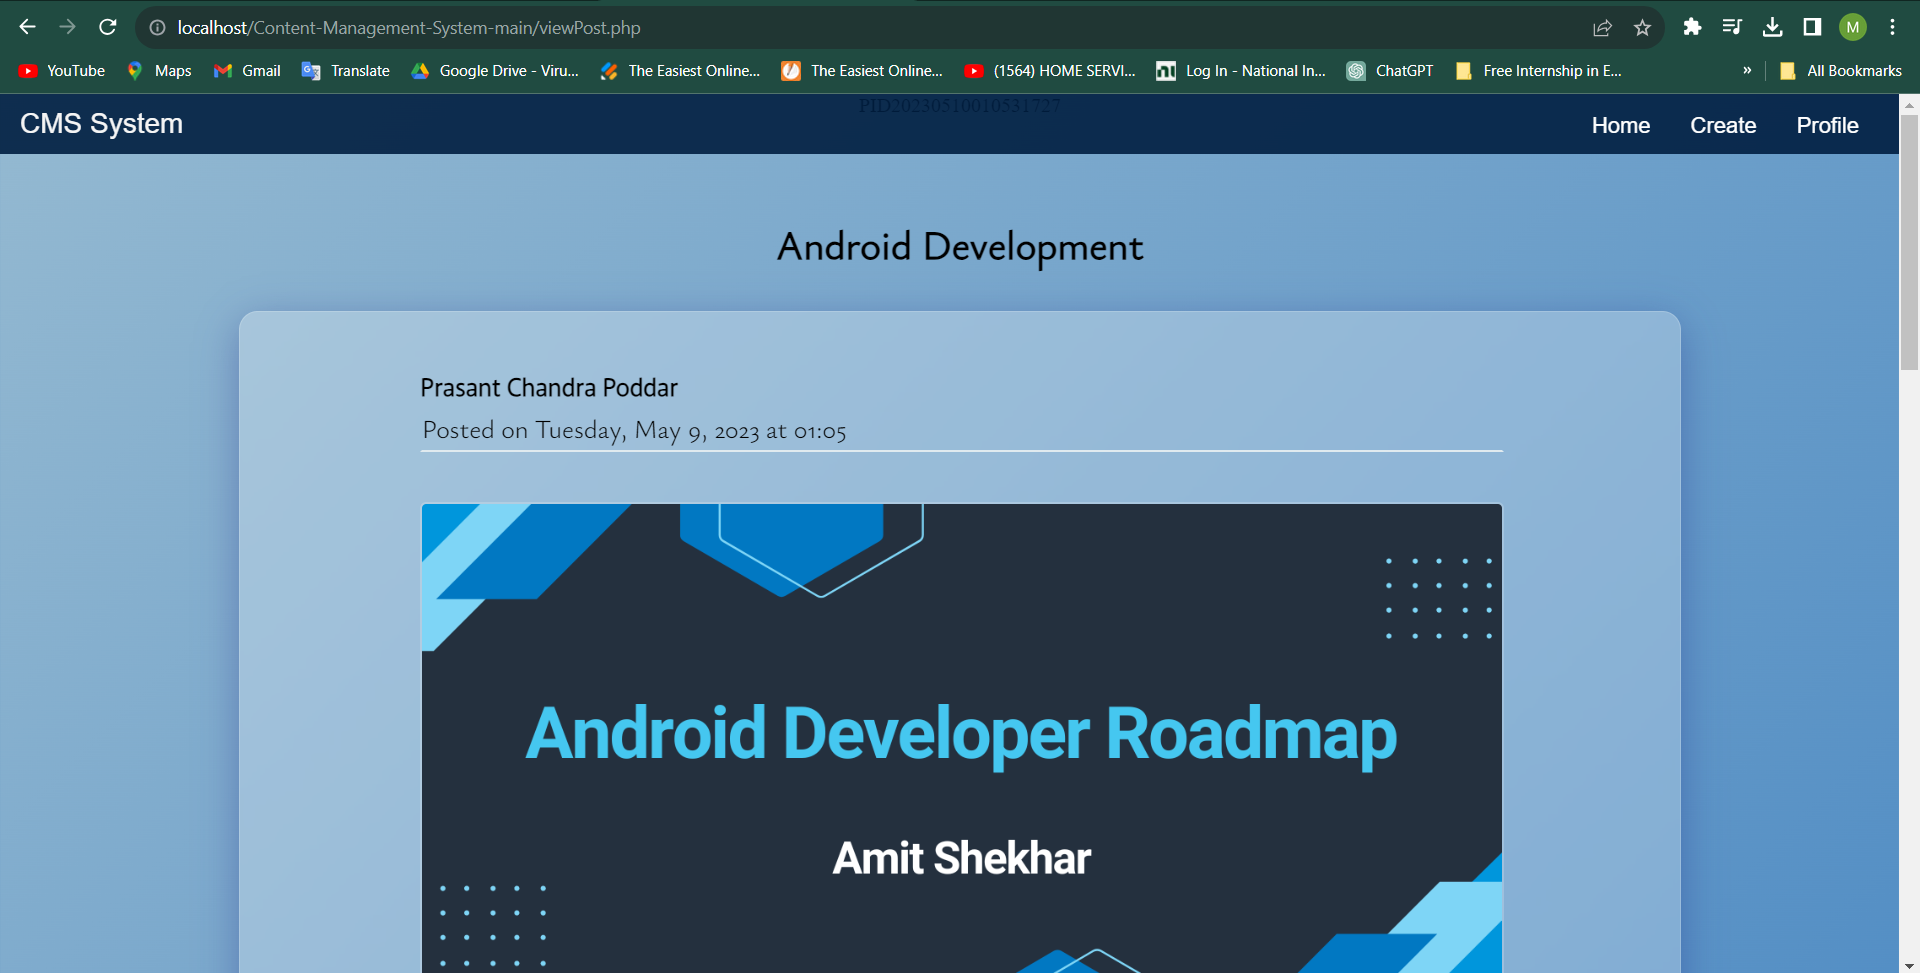 localhost/Content-Management-System-main/viewPost.php
M
YouTube Maps Gmail Translate Google Drive - Viru... The Easiest Online... The Easiest Online... (1564) HOME SERVI... Log In - National In... ChatGPT Free Internship in E... » All Bookmarks
PID20230510010531727
CMS System Home Create Profile
Android Development
Prasant Chandra Poddar
Posted on Tuesday, May 9, 2023 at 01:05
Android Developer Roadmap
Amit Shekhar